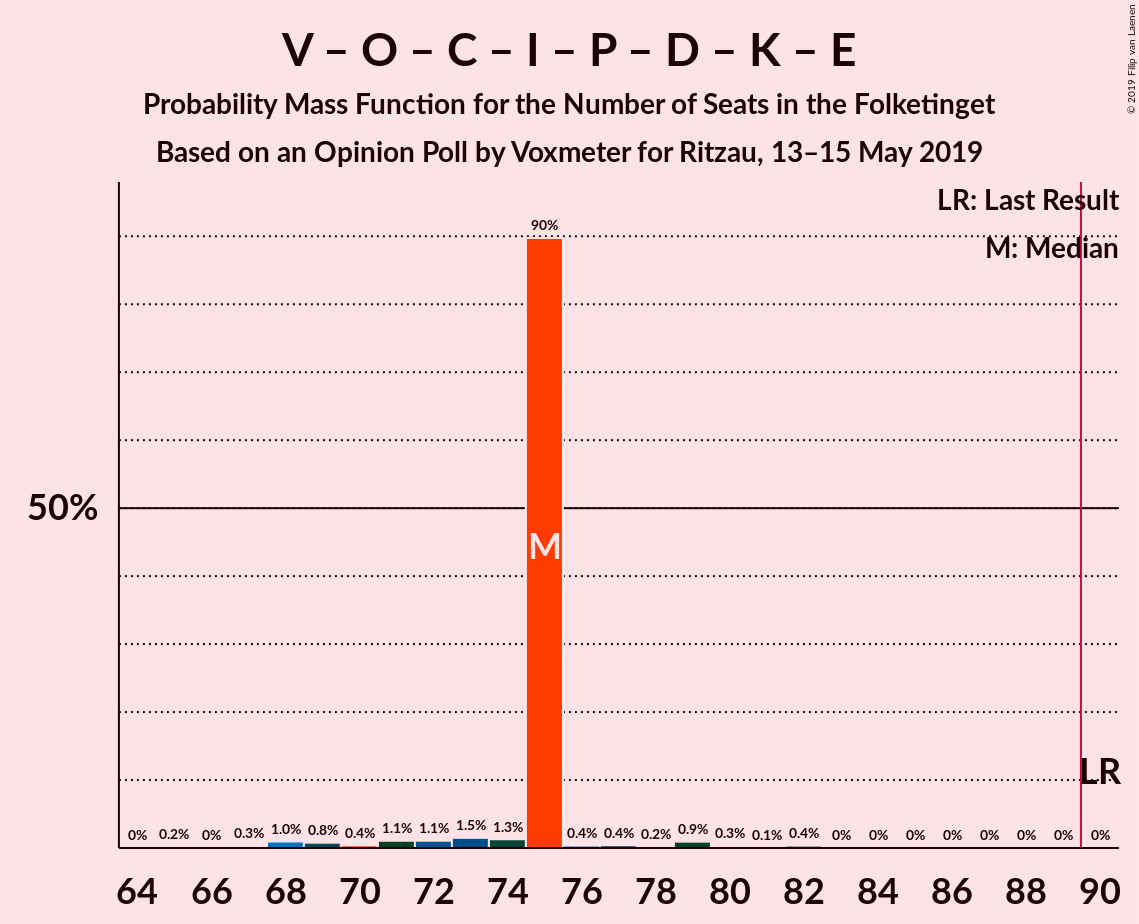 V – O – C – I – P – D – K – E
Probability Mass Function for the Number of Seats in the Folketinget
Based on an Opinion Poll by Voxmeter for Ritzau, 13–15 May 2019
© 2019 Filip van Laenen
LR: Last Result
M: Median
90%
50%
M
LR
0% 0.2% 0% 0.3% 1.0% 0.8% 0.4% 1.1% 1.1% 1.5% 1.3% 0.4% 0.4% 0.2% 0.9% 0.3% 0.1% 0.4% 0% 0% 0% 0% 0% 0% 0% 0%
64 66 68 70 72 74 76 78 80 82 84 86 88 90